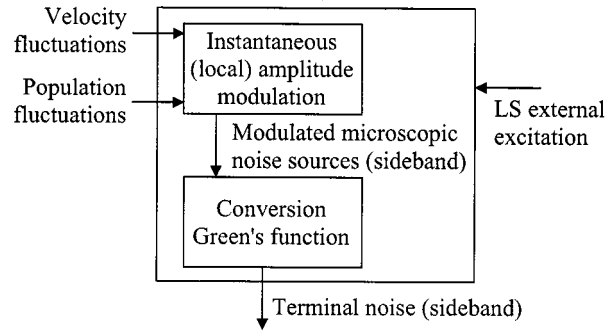 Velocity
fluctuations
Population
fluctuations
Instantaneous
(local) amplitude
modulation
LS external
excitation
Modulated microscopic
noise sources (sideband)
Conversion
Green's function
Terminal noise (sideband)